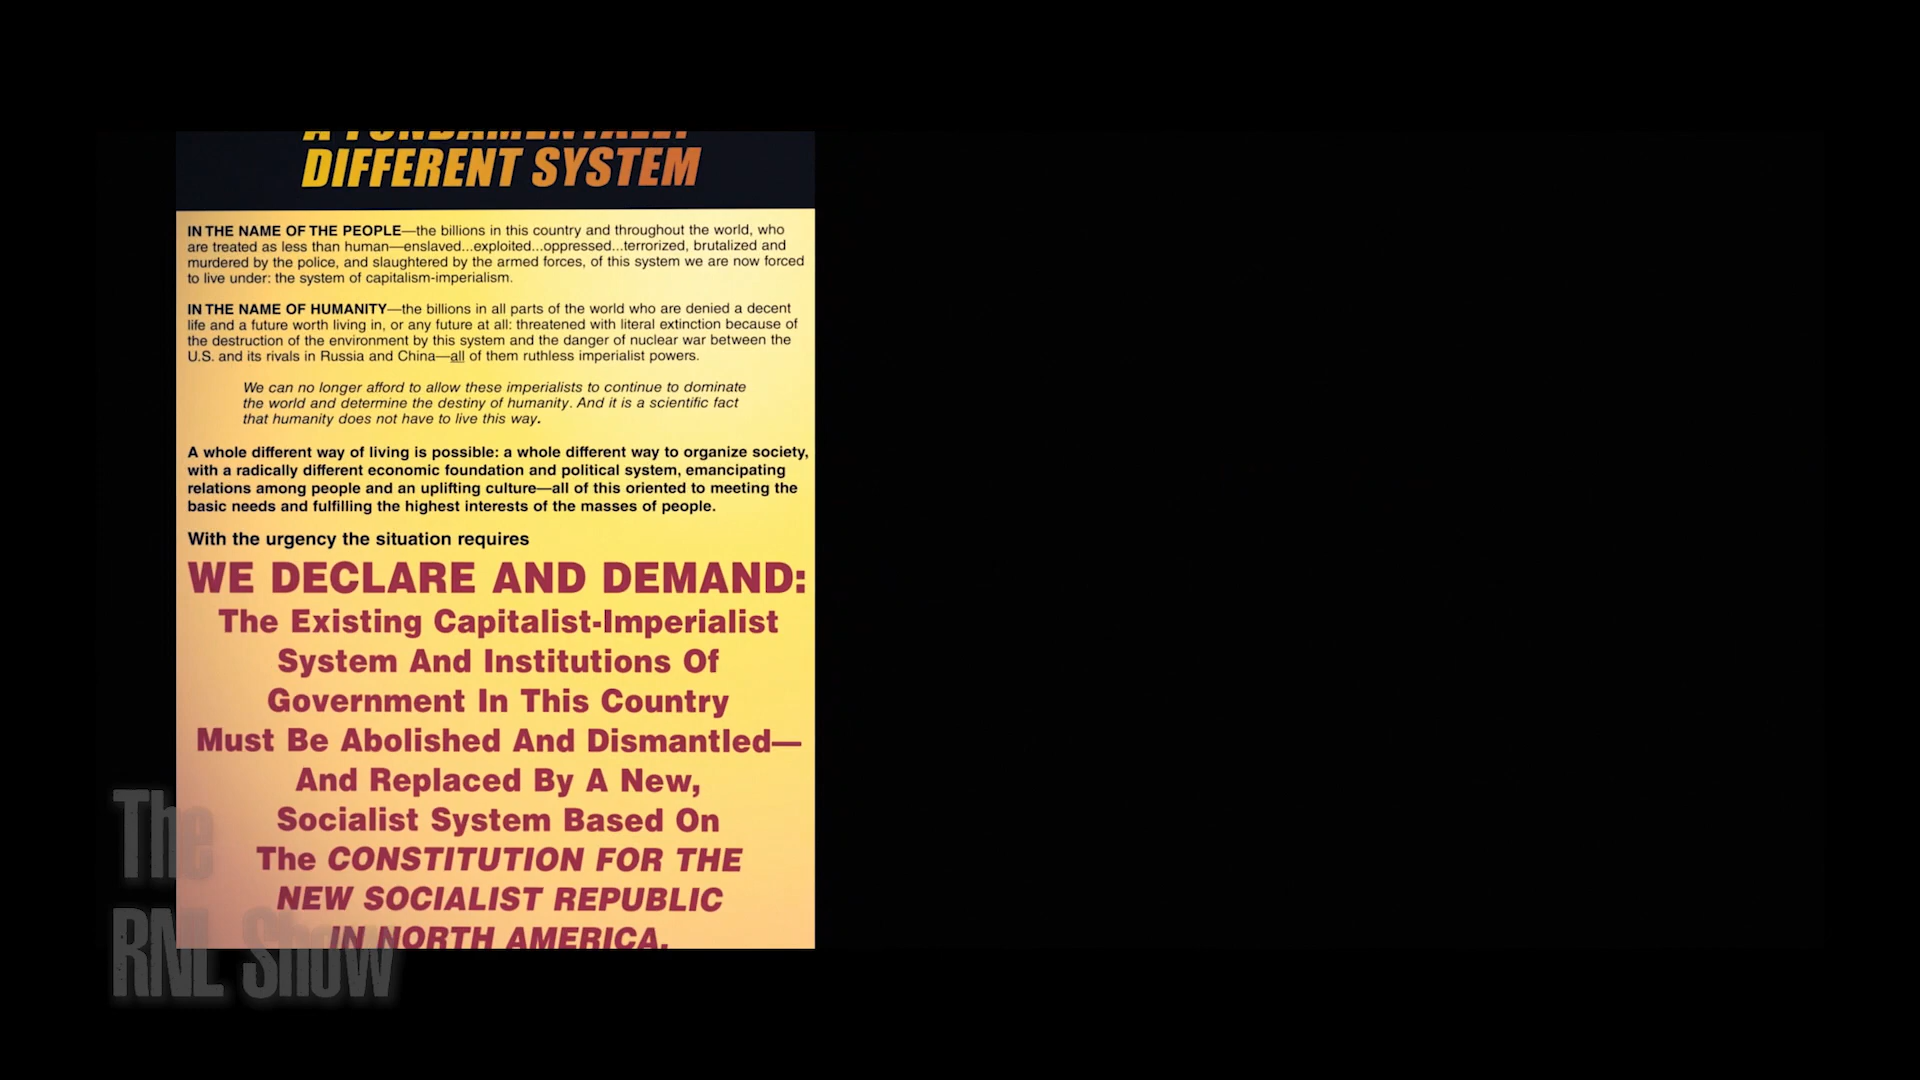 A FUNDAMENTALLY
DIFFERENT SYSTEM
IN THE NAME OF THE PEOPLE—the billions in this country and throughout the world, who
are treated as less than human—enslaved...exploited...oppressed...terrorized, brutalized and
murdered by the police, and slaughtered by the armed forces, of this system we are now forced
to live under: the system of capitalism-imperialism.
IN THE NAME OF HUMANITY—the billions in all parts of the world who are denied a decent
life and a future worth living in, or any future at all: threatened with literal extinction because of
the destruction of the environment by this system and the danger of nuclear war between the
U.S. and its rivals in Russia and China—all of them ruthless imperialist powers.
We can no longer afford to allow these imperialists to continue to dominate
the world and determine the destiny of humanity. And it is a scientific fact
that humanity does not have to live this way.
A whole different way of living is possible: a whole different way to organize society,
with a radically different economic foundation and political system, emancipating
relations among people and an uplifting culture—all of this oriented to meeting the
basic needs and fulfilling the highest interests of the masses of people.
With the urgency the situation requires
WE DECLARE AND DEMAND:
The Existing Capitalist-Imperialist
System And Institutions Of
Government In This Country
Must Be Abolished And Dismantled—
And Replaced By A New,
Socialist System Based On
The CONSTITUTION FOR THE
NEW SOCIALIST REPUBLIC
IN NORTH AMERICA.
The
RNL Show